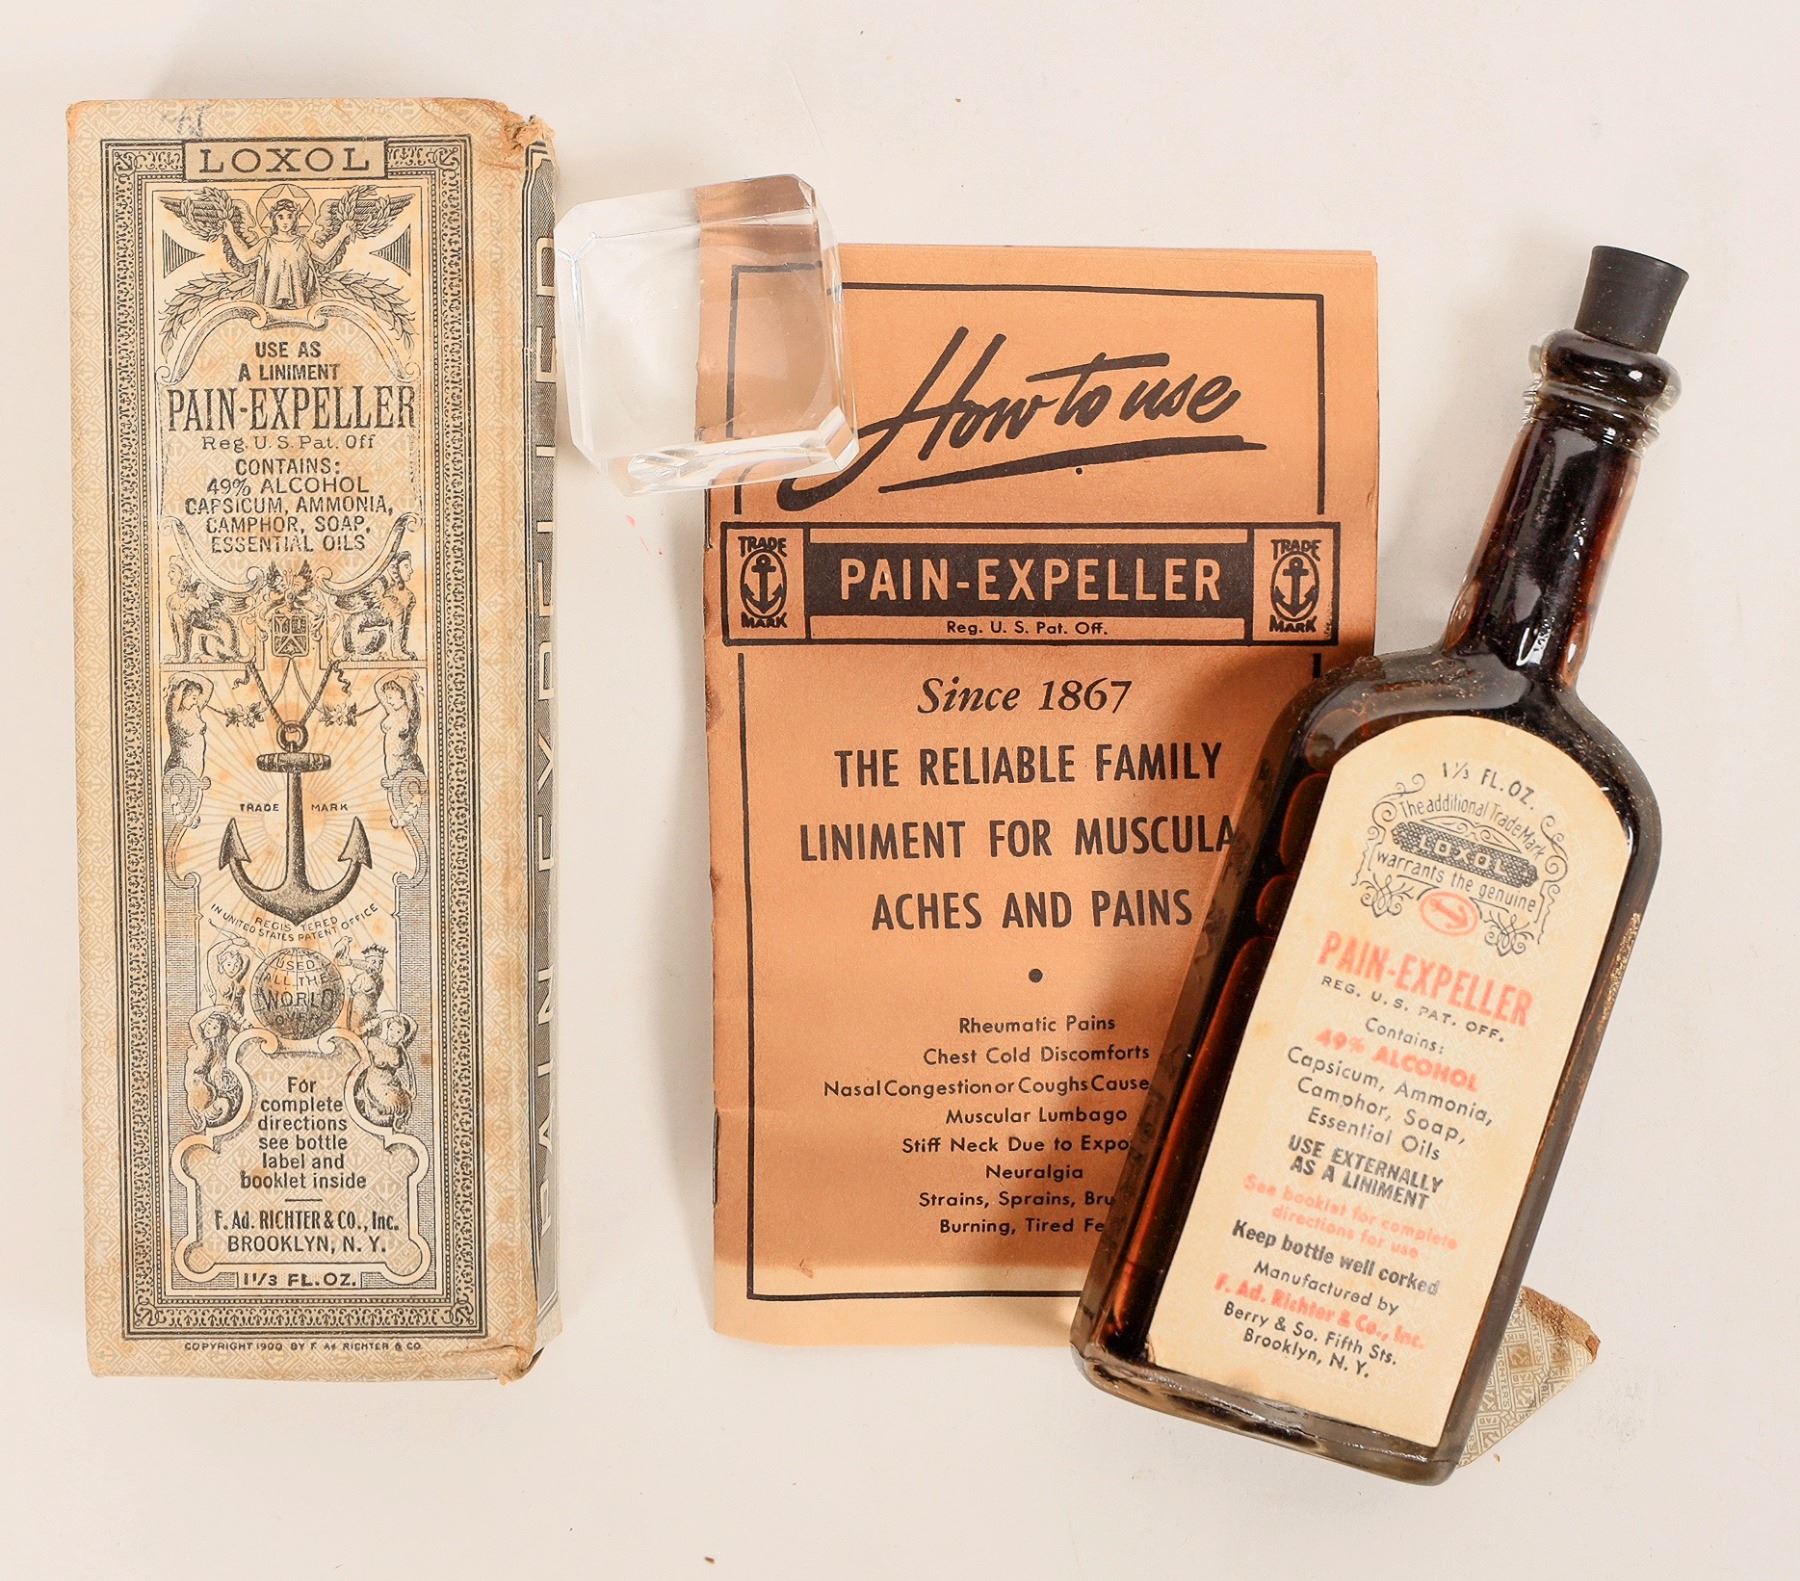 LOXOL
USE AS
A LINIMENT
PAIN-EXPELLER
Reg. U.S. Pat. Off
CONTAINS:
49% ALCOHOL
CAPSICUM, AMMONIA,
CAMPHOR, SOAP,
ESSENTIAL OILS
TRADE MARK
REGISTERED
IN UNITED STATES PATENT OFFICE
USED
ALL THE
WORLD
OVER
For
complete
directions
see bottle
label and
booklet inside
F. Ad. RICHTER & CO., Inc.
BROOKLYN, N. Y.
1 1/3 FL. OZ.
COPYRIGHT 1900 BY F. Ad RICHTER & CO.
PAIN EXPELLER
How to use
TRADE
MARK
PAIN-EXPELLER
TRADE
MARK
Reg. U. S. Pat. Off.
Since 1867
THE RELIABLE FAMILY
LINIMENT FOR MUSCULA
ACHES AND PAINS
Rheumatic Pains
Chest Cold Discomforts
Nasal Congestion or Coughs Cause
Muscular Lumbago
Stiff Neck Due to Expo
Neuralgia
Strains, Sprains, Bru
Burning, Tired Fe
1 1/3 FL. OZ.
The additional Trade Mark
LOXOL
warrants the genuine
PAIN-EXPELLER
REG. U. S. PAT. OFF.
Contains:
49% ALCOHOL
Capsicum, Ammonia,
Camphor, Soap,
Essential Oils
USE EXTERNALLY
AS A LINIMENT
See booklet for complete
directions for use
Keep bottle well corked
Manufactured by
F. Ad. Richter & Co., Inc.
Berry & So. Fifth Sts.
Brooklyn, N. Y.